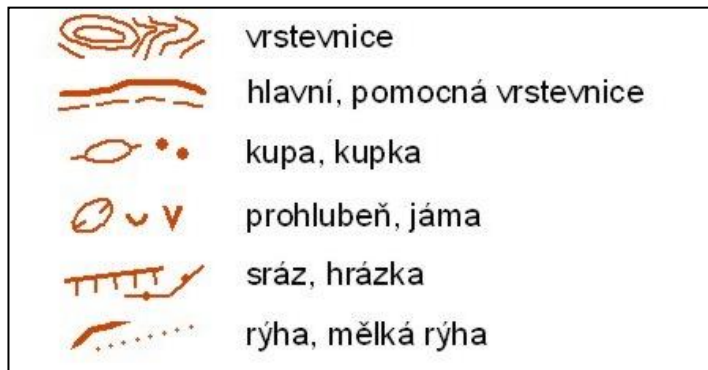 vrstevnice
hlavní, pomocná vrstevnice
kupa, kupka
prohlubeň, jáma
sráz, hrázka
rýha, mělká rýha